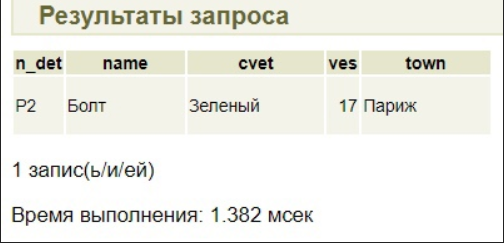 Результаты запроса
n_det name cvet ves town
P2 Болт Зеленый 17 Париж
1 запис(ь/и/ей)
Время выполнения: 1.382 мсек